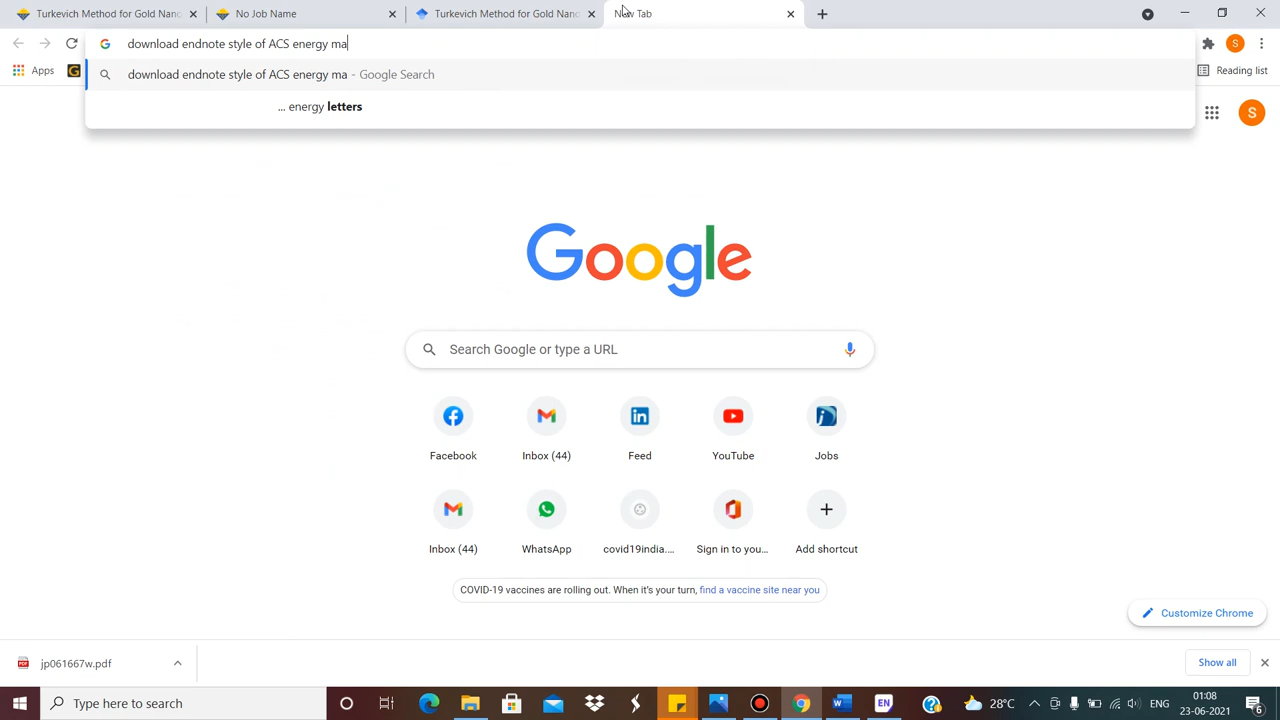 Turkevich Method for Gold Nano
No Job Name
Turkevich Method for Gold Nano
New Tab
download endnote style of ACS energy ma
Apps
Reading list
download endnote style of ACS energy ma - Google Search
... energy letters
S
S
Google
Search Google or type a URL
Facebook
Inbox (44)
Feed
YouTube
Jobs
Inbox (44)
WhatsApp
covid19india....
Sign in to you...
Add shortcut
COVID-19 vaccines are rolling out. When it's your turn, find a vaccine site near you
Customize Chrome
jp061667w.pdf
Show all
Type here to search
28°C
ENG
01:08
23-06-2021
6